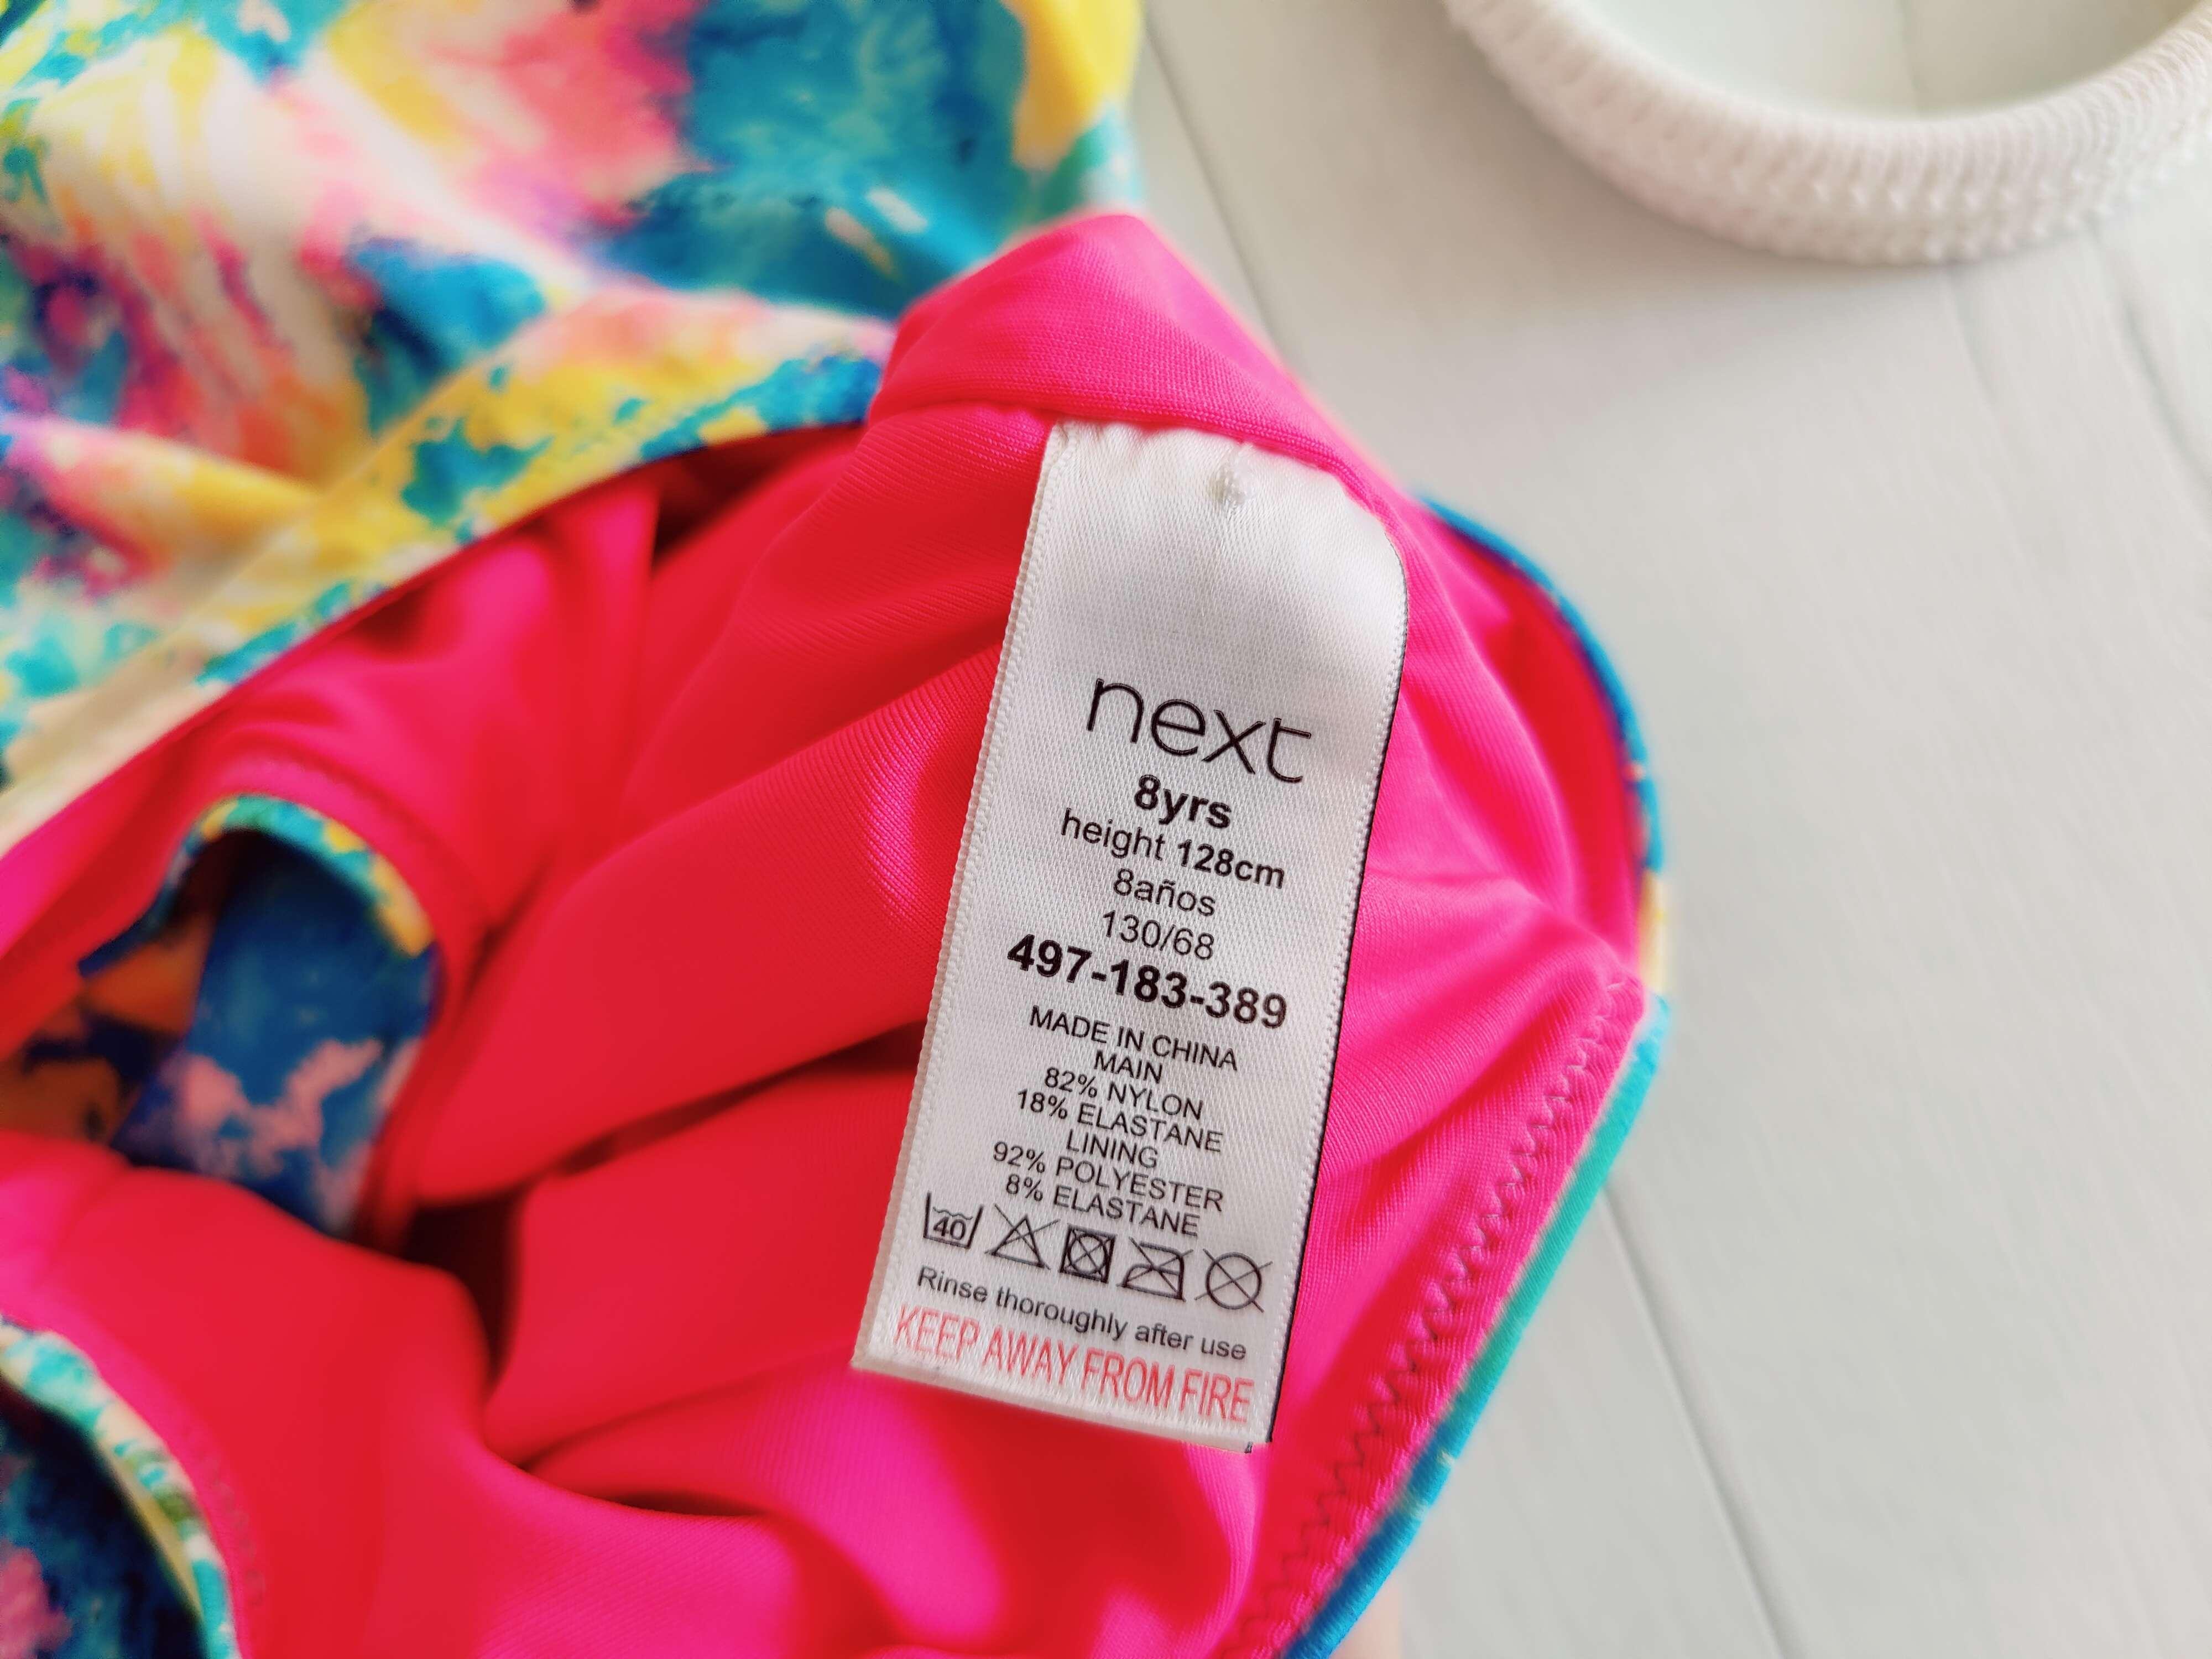 next
8yrs
height 128cm
8años
130/68
497-183-389
MADE IN CHINA
MAIN
82% NYLON
18% ELASTANE
LINING
92% POLYESTER
8% ELASTANE
40
Rinse thoroughly after use
KEEP AWAY FROM FIRE